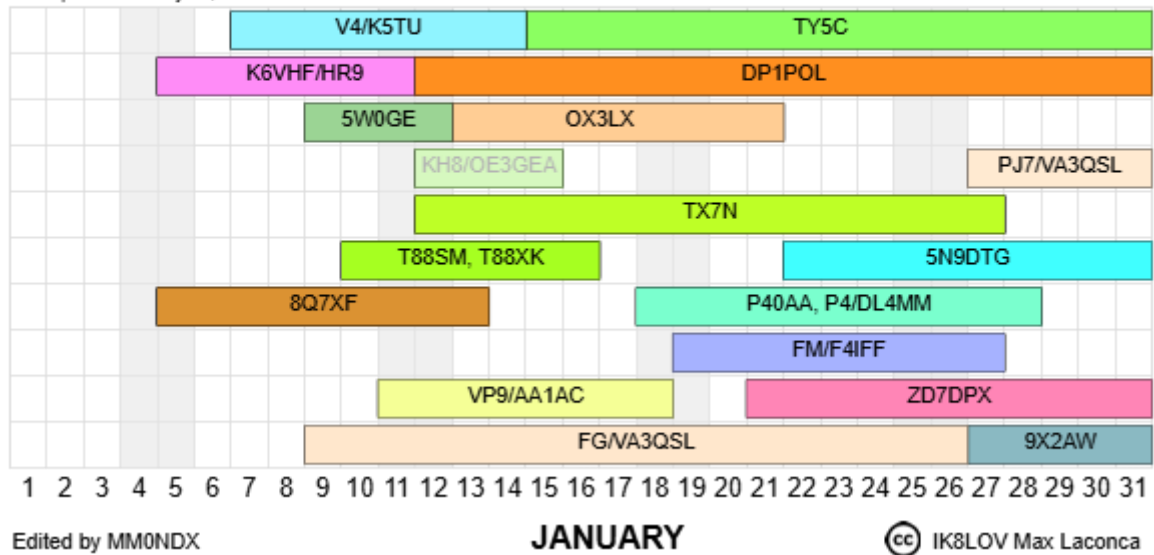 V4/K5TU TY5C
K6VHF/HR9 DP1POL
5W0GE OX3LX
KH8/OE3GEA PJ7/VA3QSL
TX7N
T88SM, T88XK 5N9DTG
8Q7XF P40AA, P4/DL4MM
FM/F4IFF
VP9/AA1AC ZD7DPX
FG/VA3QSL 9X2AW
1 2 3 4 5 6 7 8 9 10 11 12 13 14 15 16 17 18 19 20 21 22 23 24 25 26 27 28 29 30 31
Edited by MM0NDX JANUARY cc IK8LOV Max Laconca